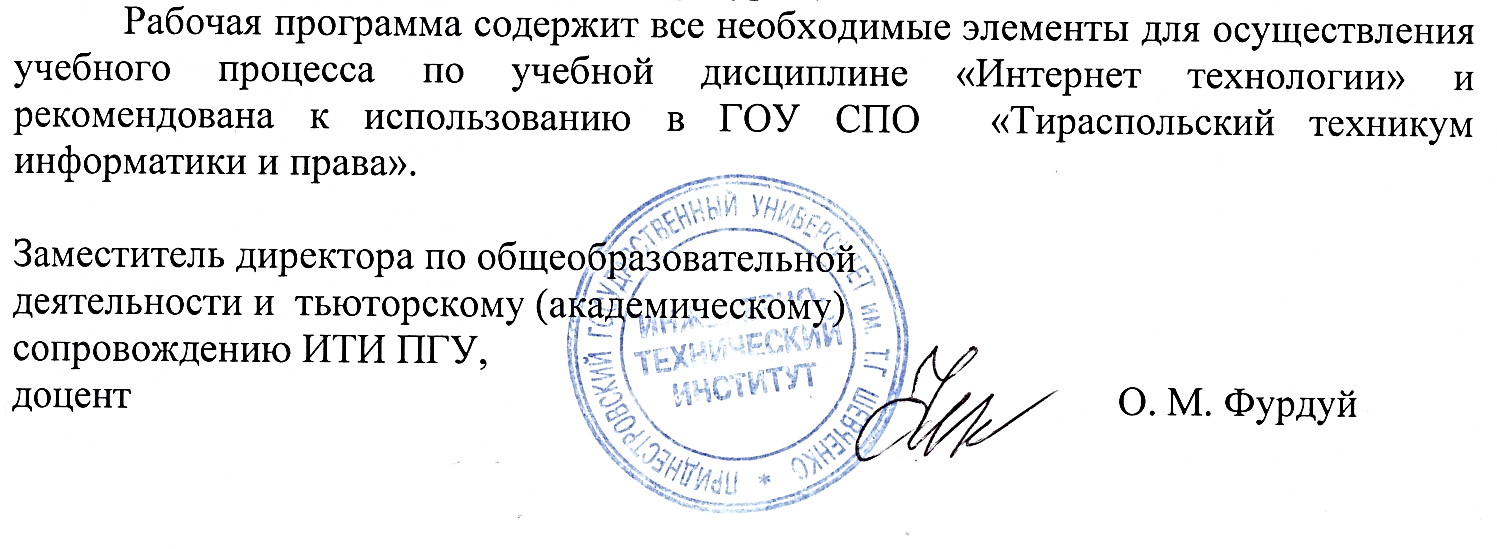 Рабочая программа содержит все необходимые элементы для осуществления
учебного процесса по учебной дисциплине «Интернет технологии» и
рекомендована к использованию в ГОУ СПО «Тираспольский техникум
информатики и права».
Заместитель директора по общеобразовательной
деятельности и тьюторскому (академическому)
сопровождению ИТИ ПГУ,
доцент
О. М. Фурдуй
ПРИДНЕСТРОВСКИЙ ГОСУДАРСТВЕННЫЙ УНИВЕРСИТЕТ им. Т.Г. ШЕВЧЕНКО *
ИНЖЕНЕРНО-
ТЕХНИЧЕСКИЙ
ИНСТИТУТ